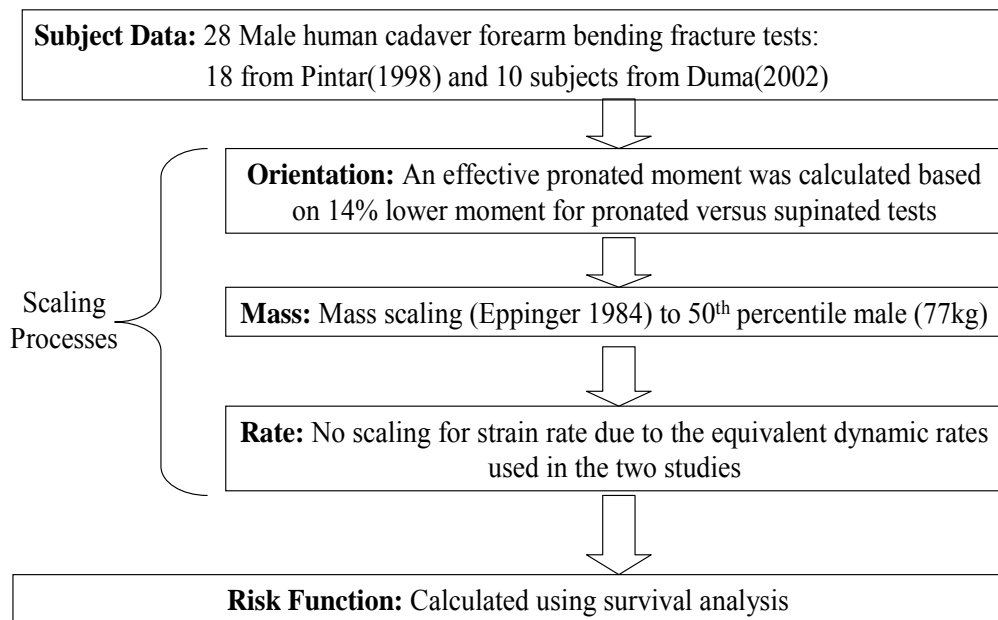 Subject Data: 28 Male human cadaver forearm bending fracture tests:
18 from Pintar(1998) and 10 subjects from Duma(2002)
Orientation: An effective pronated moment was calculated based
on 14% lower moment for pronated versus supinated tests
Scaling
Processes
Mass: Mass scaling (Eppinger 1984) to 50th percentile male (77kg)
Rate: No scaling for strain rate due to the equivalent dynamic rates
used in the two studies
Risk Function: Calculated using survival analysis